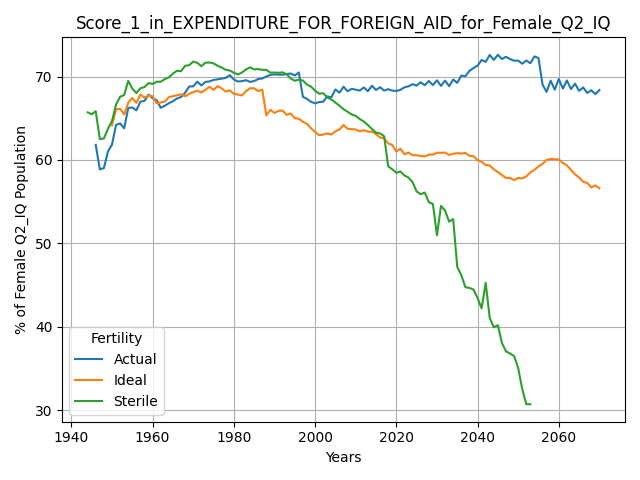 Score_1_in_EXPENDITURE_FOR_FOREIGN_AID_for_Female_Q2_IQ
% of Female Q2_IQ Population
70
60
50
40
30
Fertility
Actual
Ideal
Sterile
1940 1960 1980 2000 2020 2040 2060
Years